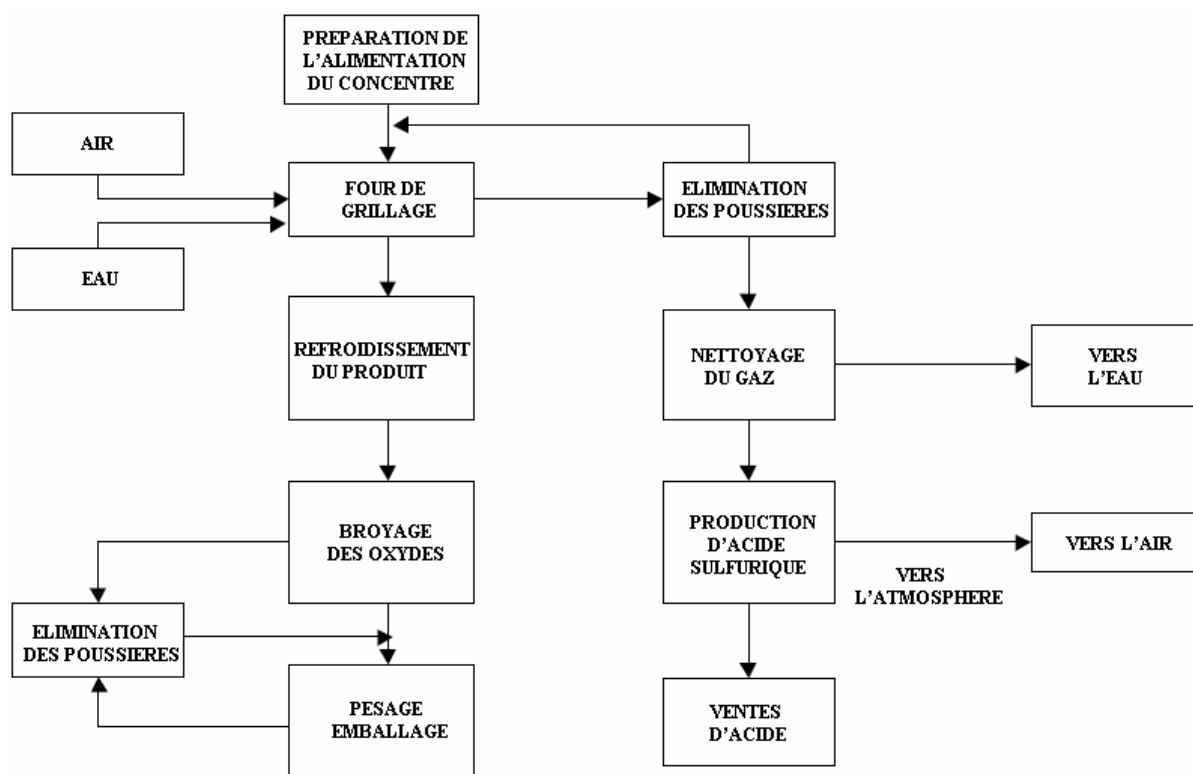 PREPARATION DE
L'ALIMENTATION
DU CONCENTRE
AIR
FOUR DE
GRILLAGE
ELIMINATION
DES POUSSIERES
EAU
REFROIDISSEMENT
DU PRODUIT
NETTOYAGE
DU GAZ
VERS
L'EAU
BROYAGE
DES OXYDES
PRODUCTION
D'ACIDE
SULFURIQUE
VERS L'AIR
VERS
L'ATMOSPHERE
ELIMINATION
DES POUSSIERES
PESAGE
EMBALLAGE
VENTES
D'ACIDE